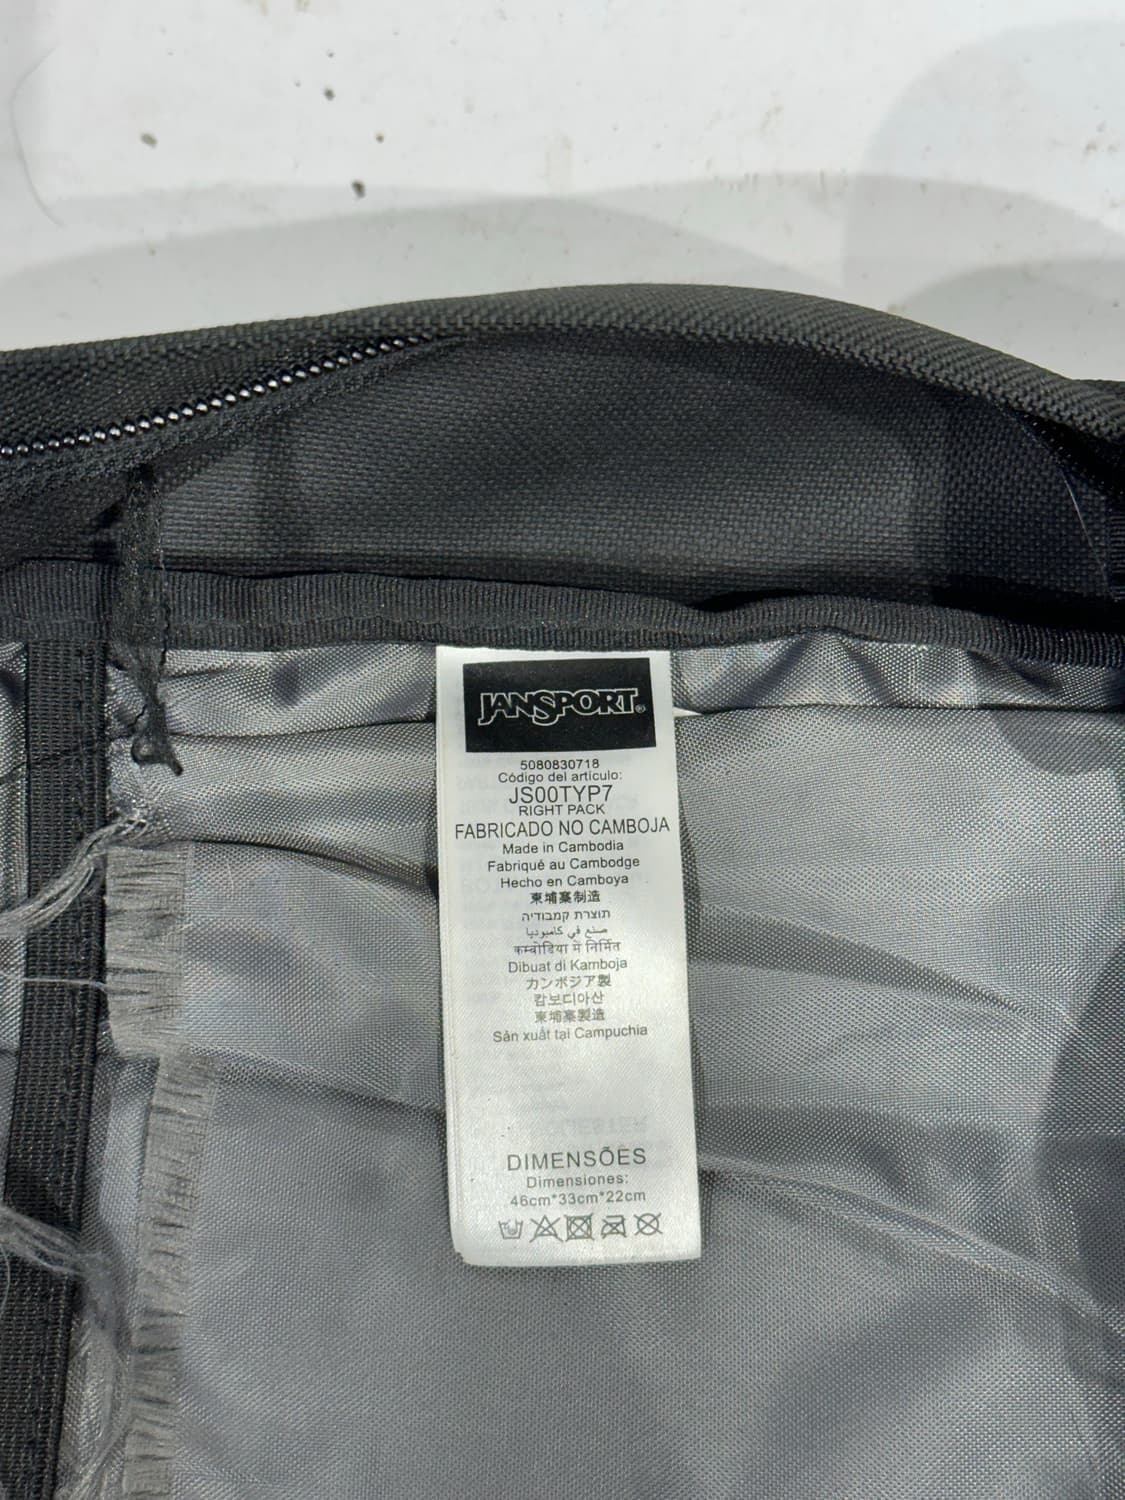 JANSPORT®
5080830718
Código del artículo:
JS00TYP7
RIGHT PACK
FABRICADO NO CAMBOJA
Made in Cambodia
Fabriqué au Cambodge
Hecho en Camboya
柬埔寨制造
תוצרת קמבודיה
صنع في كامبوديا
कम्बोडिया में निर्मित
Dibuat di Kamboja
カンボジア製
캄보디아산
柬埔寨製造
Sản xuất tại Campuchia
DIMENSÕES
Dimensiones:
46cm*33cm*22cm